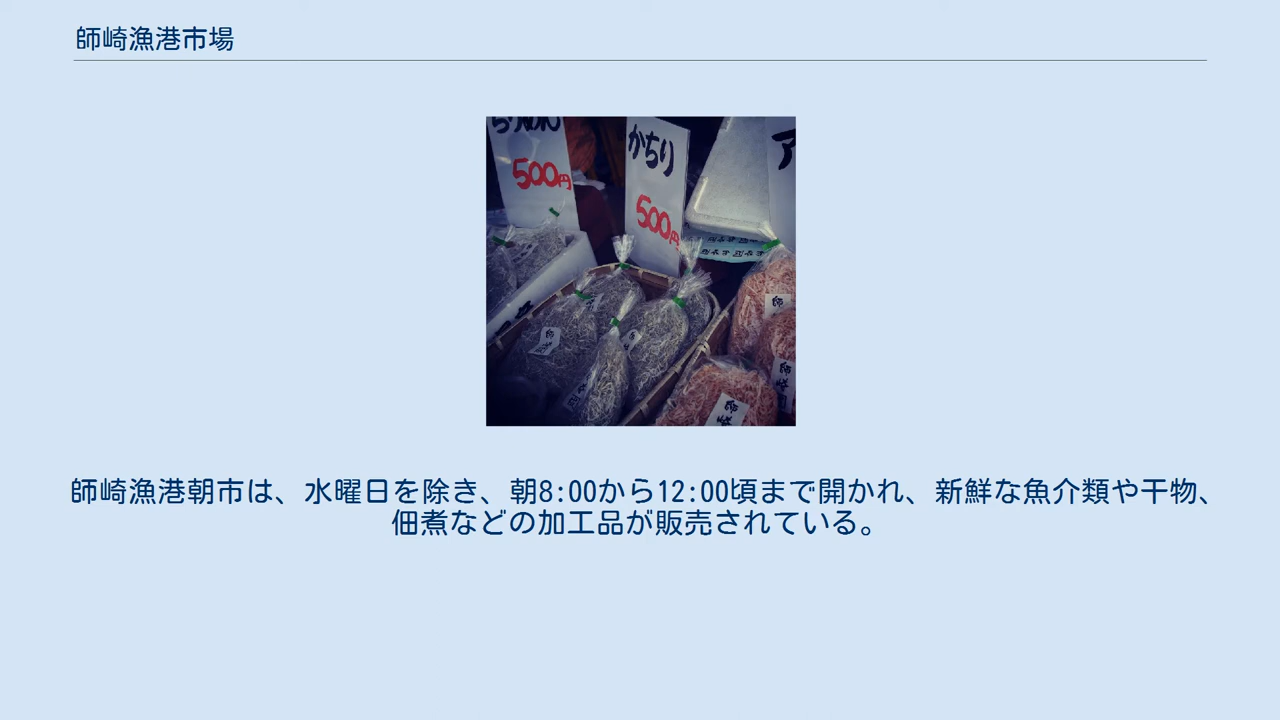 師崎漁港市場
かちり
500円
500円
師崎漁港朝市は、水曜日を除き、朝8:00から12:00頃まで開かれ、新鮮な魚介類や干物、
佃煮などの加工品が販売されている。